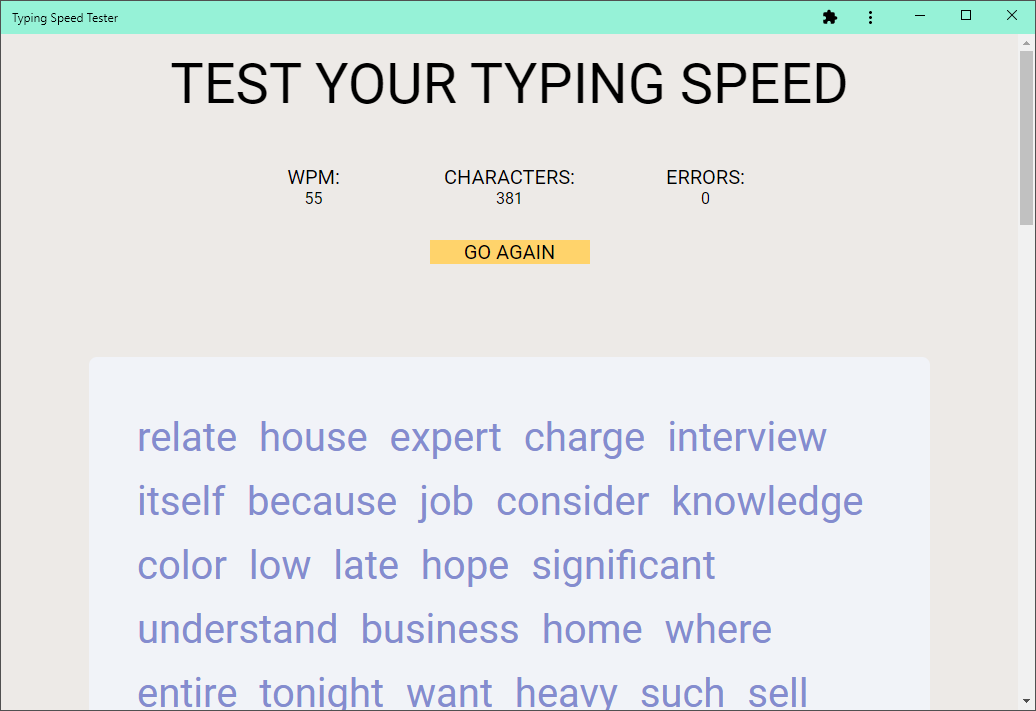 Typing Speed Tester
TEST YOUR TYPING SPEED
WPM: CHARACTERS: ERRORS:
55 381 0
GO AGAIN
relate house expert charge interview
itself because job consider knowledge
color low late hope significant
understand business home where
entire tonight want heavy such sell